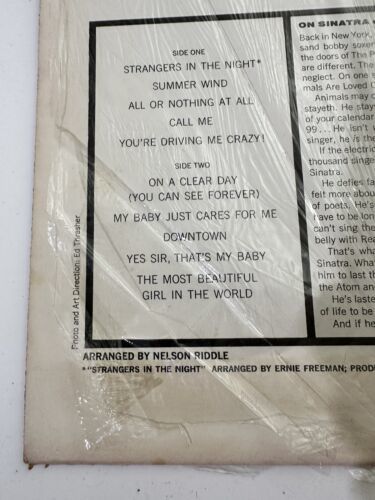 SIDE ONE
STRANGERS IN THE NIGHT*
SUMMER WIND
ALL OR NOTHING AT ALL
CALL ME
YOU'RE DRIVING ME CRAZY!
SIDE TWO
ON A CLEAR DAY
(YOU CAN SEE FOREVER)
MY BABY JUST CARES FOR ME
DOWNTOWN
YES SIR, THAT'S MY BABY
THE MOST BEAUTIFUL
GIRL IN THE WORLD
Photo and Art Direction: Ed Thrasher
ARRANGED BY NELSON RIDDLE
*"STRANGERS IN THE NIGHT" ARRANGED BY ERNIE FREEMAN; PRODU
ON SINATRA
Back in New York,
sand bobby soxer
the doors of The P
are different. The
neglect. On one s
mals Are Loved O
Animals may c
stayeth. He stays
of your calendar
99... He isn't
singer, he is the
If the electric
thousand singer
Sinatra.
He defies fa
felt more about
of poets. He's
have to be lon
can't sing the
belly with Rea
That's wha
Sinatra. What
him to last th
the Atom and
He's laste
of life to be
And if he